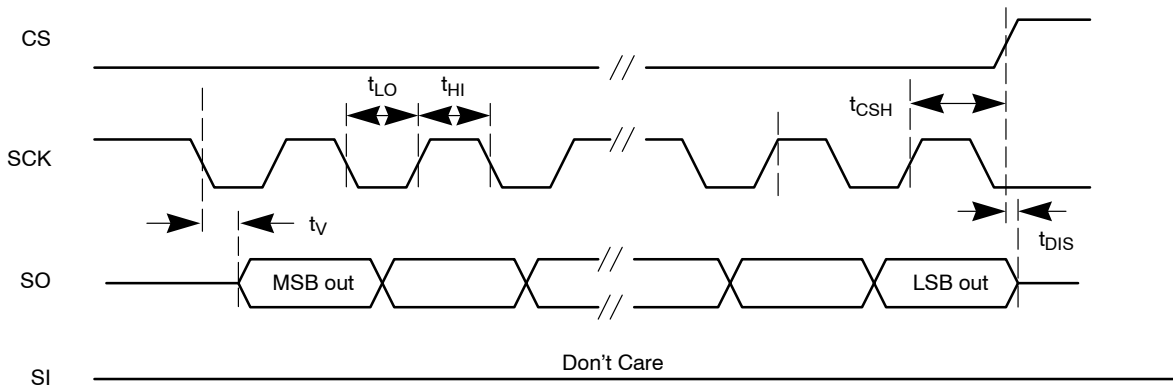 CS
t_LO t_HI
t_CSH
SCK
t_V
t_DIS
SO
MSB out
LSB out
Don't Care
SI